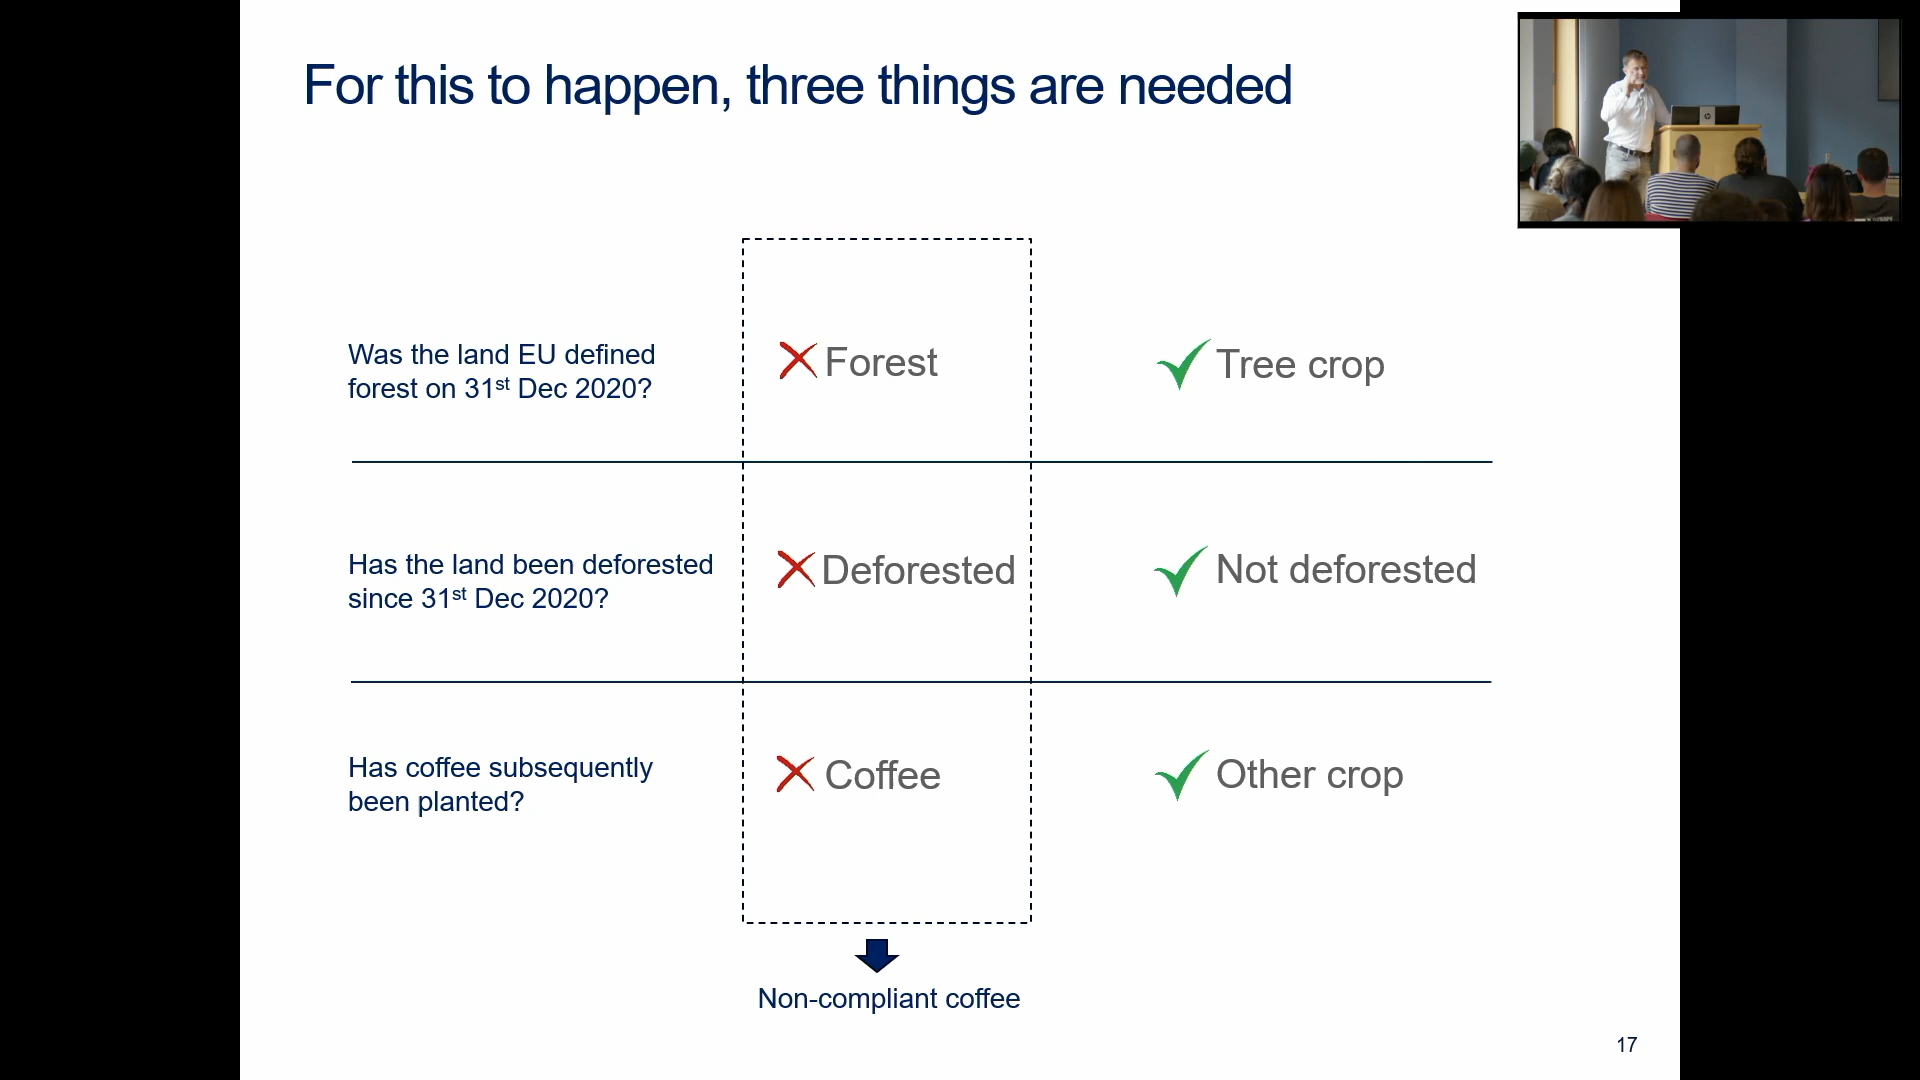 For this to happen, three things are needed
Was the land EU defined
forest on 31st Dec 2020?
Forest
Tree crop
Has the land been deforested
since 31st Dec 2020?
Deforested
Not deforested
Has coffee subsequently
been planted?
Coffee
Other crop
Non-compliant coffee
17